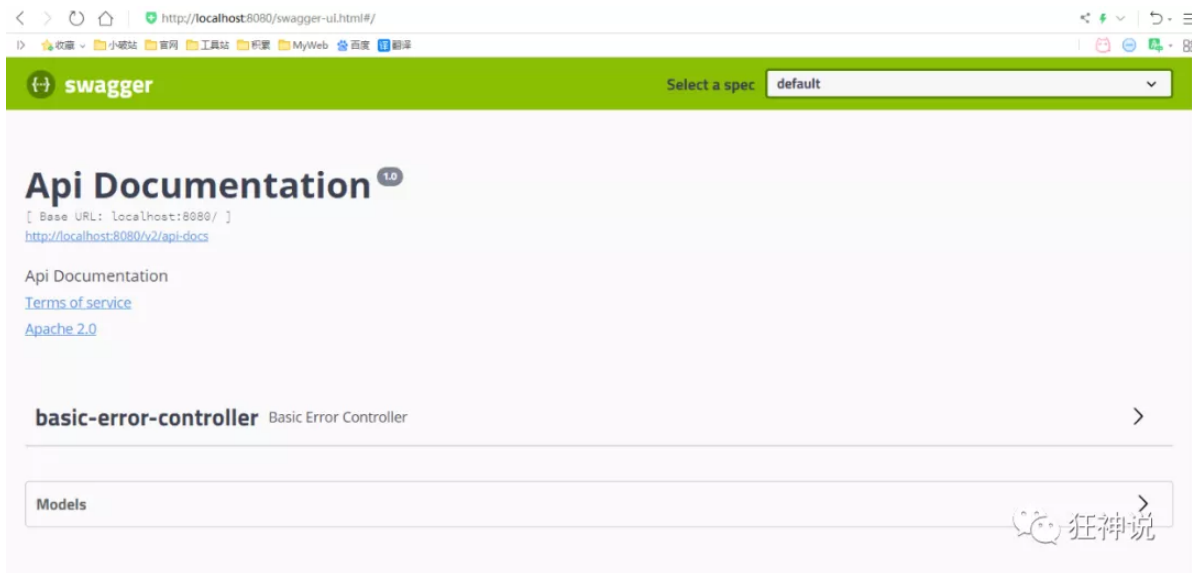 http://localhost:8080/swagger-ui.html#/
收藏 小破站 官网 工具站 积累 MyWeb 百度 译 翻译
swagger
Select a spec default
Api Documentation 1.0
[ Base URL: localhost:8080/ ]
http://localhost:8080/v2/api-docs
Api Documentation
Terms of service
Apache 2.0
basic-error-controller Basic Error Controller
Models
狂神说